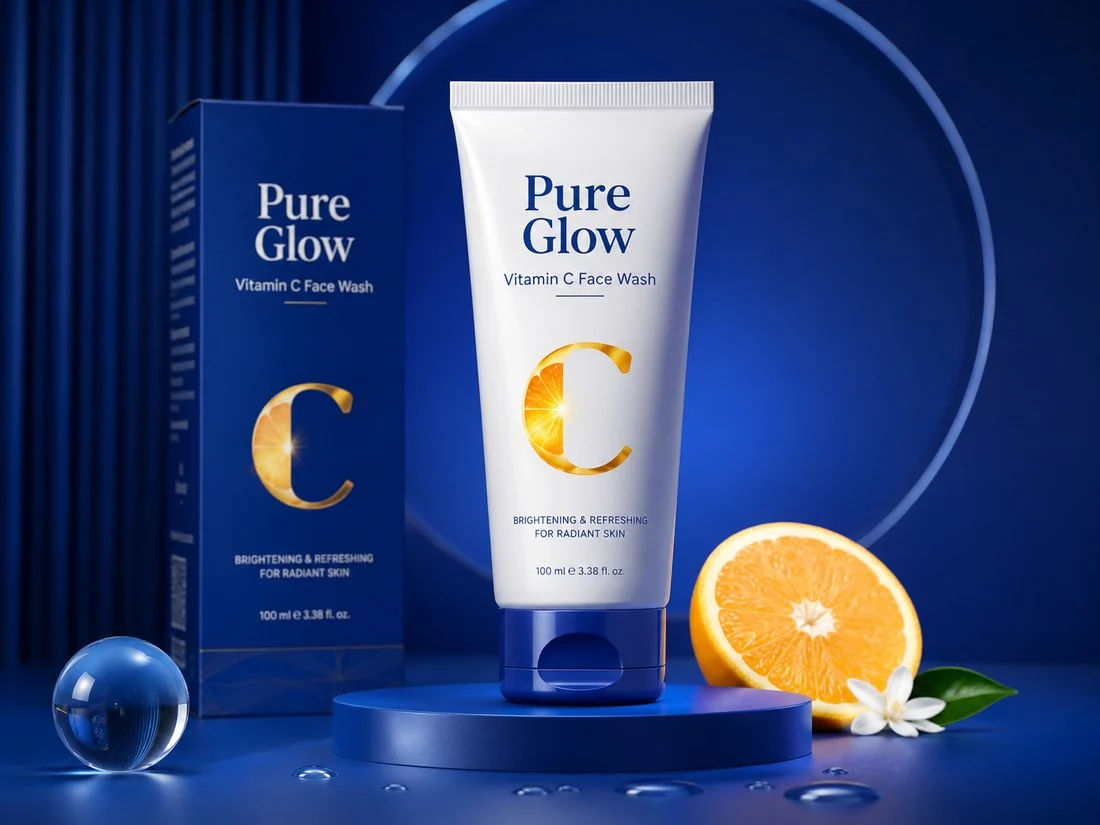 Pure
Glow
Vitamin C Face Wash
C
BRIGHTENING & REFRESHING
FOR RADIANT SKIN
100 ml ℮ 3.38 fl. oz.
Pure
Glow
Vitamin C Face Wash
C
BRIGHTENING & REFRESHING
FOR RADIANT SKIN
100 ml ℮ 3.38 fl. oz.